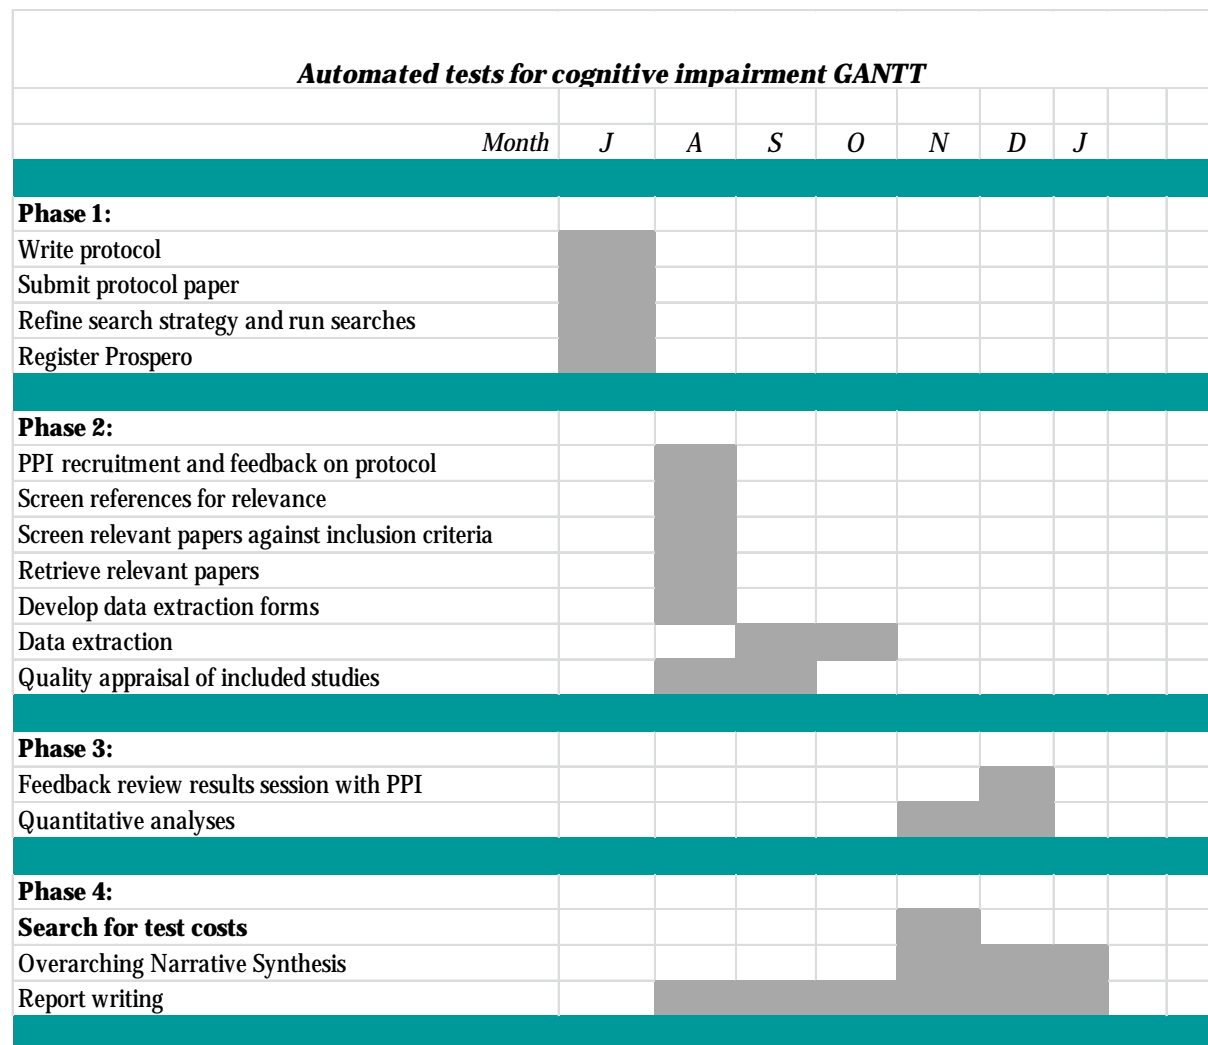 Automated tests for cognitive impairment GANTT
Month J A S O N D J
Phase 1:
Write protocol
Submit protocol paper
Refine search strategy and run searches
Register Prospero
Phase 2:
PPI recruitment and feedback on protocol
Screen references for relevance
Screen relevant papers against inclusion criteria
Retrieve relevant papers
Develop data extraction forms
Data extraction
Quality appraisal of included studies
Phase 3:
Feedback review results session with PPI
Quantitative analyses
Phase 4:
Search for test costs
Overarching Narrative Synthesis
Report writing